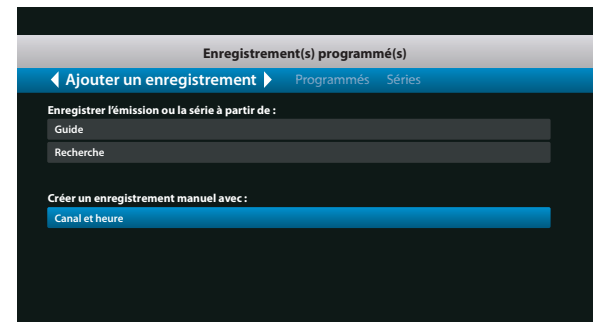 Enregistrement(s) programmé(s)
Ajouter un enregistrement Programmés Séries
Enregistrer l'émission ou la série à partir de :
Guide
Recherche
Créer un enregistrement manuel avec :
Canal et heure